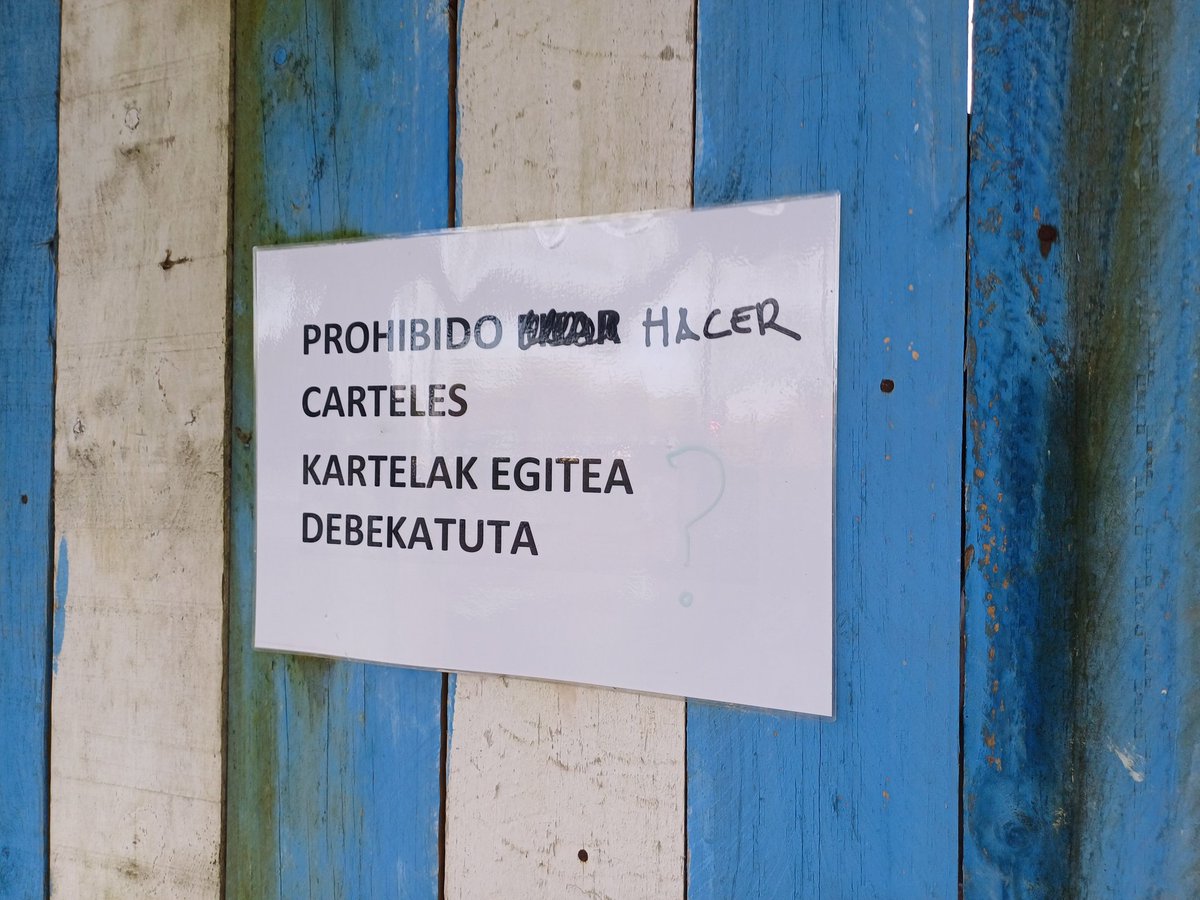 PROHIBIDO HACER
CARTELES
KARTELAK EGITEA
DEBEKATUTA
?